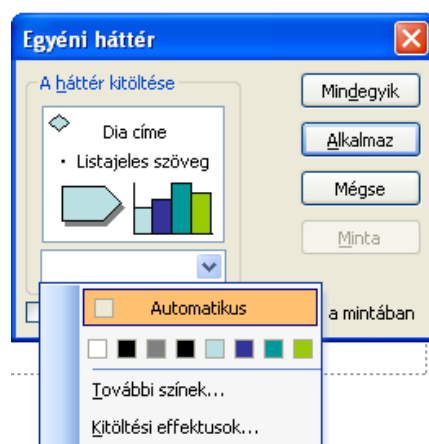 Egyéni háttér
A háttér kitöltése
Mindegyik
Dia címe
Alkalmaz
• Listajeles szöveg
Mégse
Minta
Automatikus
a mintában
További színek...
Kitöltési effektusok...